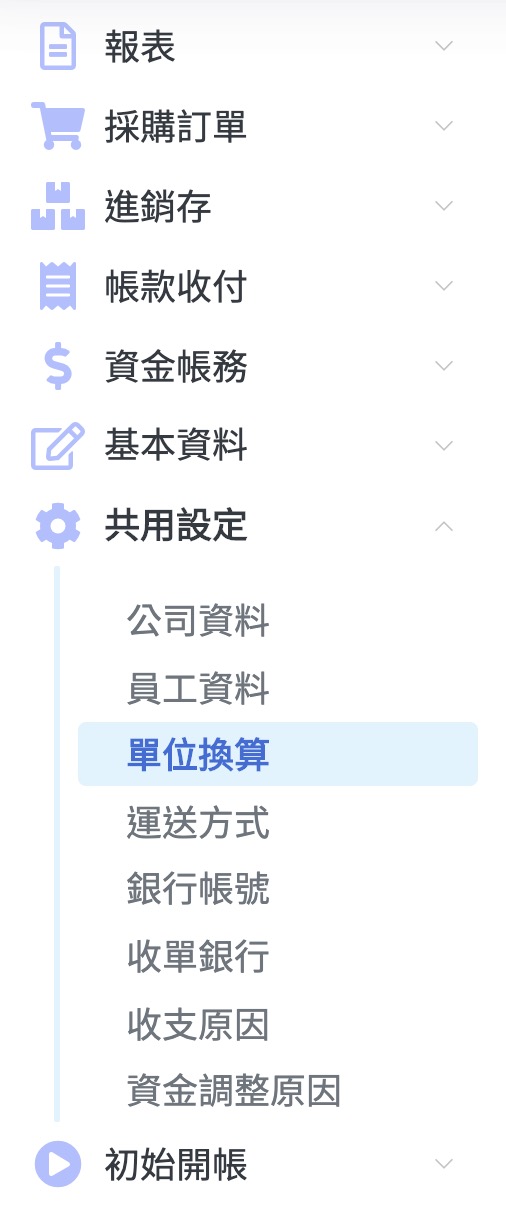 報表
採購訂單
進銷存
帳款收付
資金帳務
基本資料
共用設定
公司資料
員工資料
單位換算
運送方式
銀行帳號
收單銀行
收支原因
資金調整原因
初始開帳